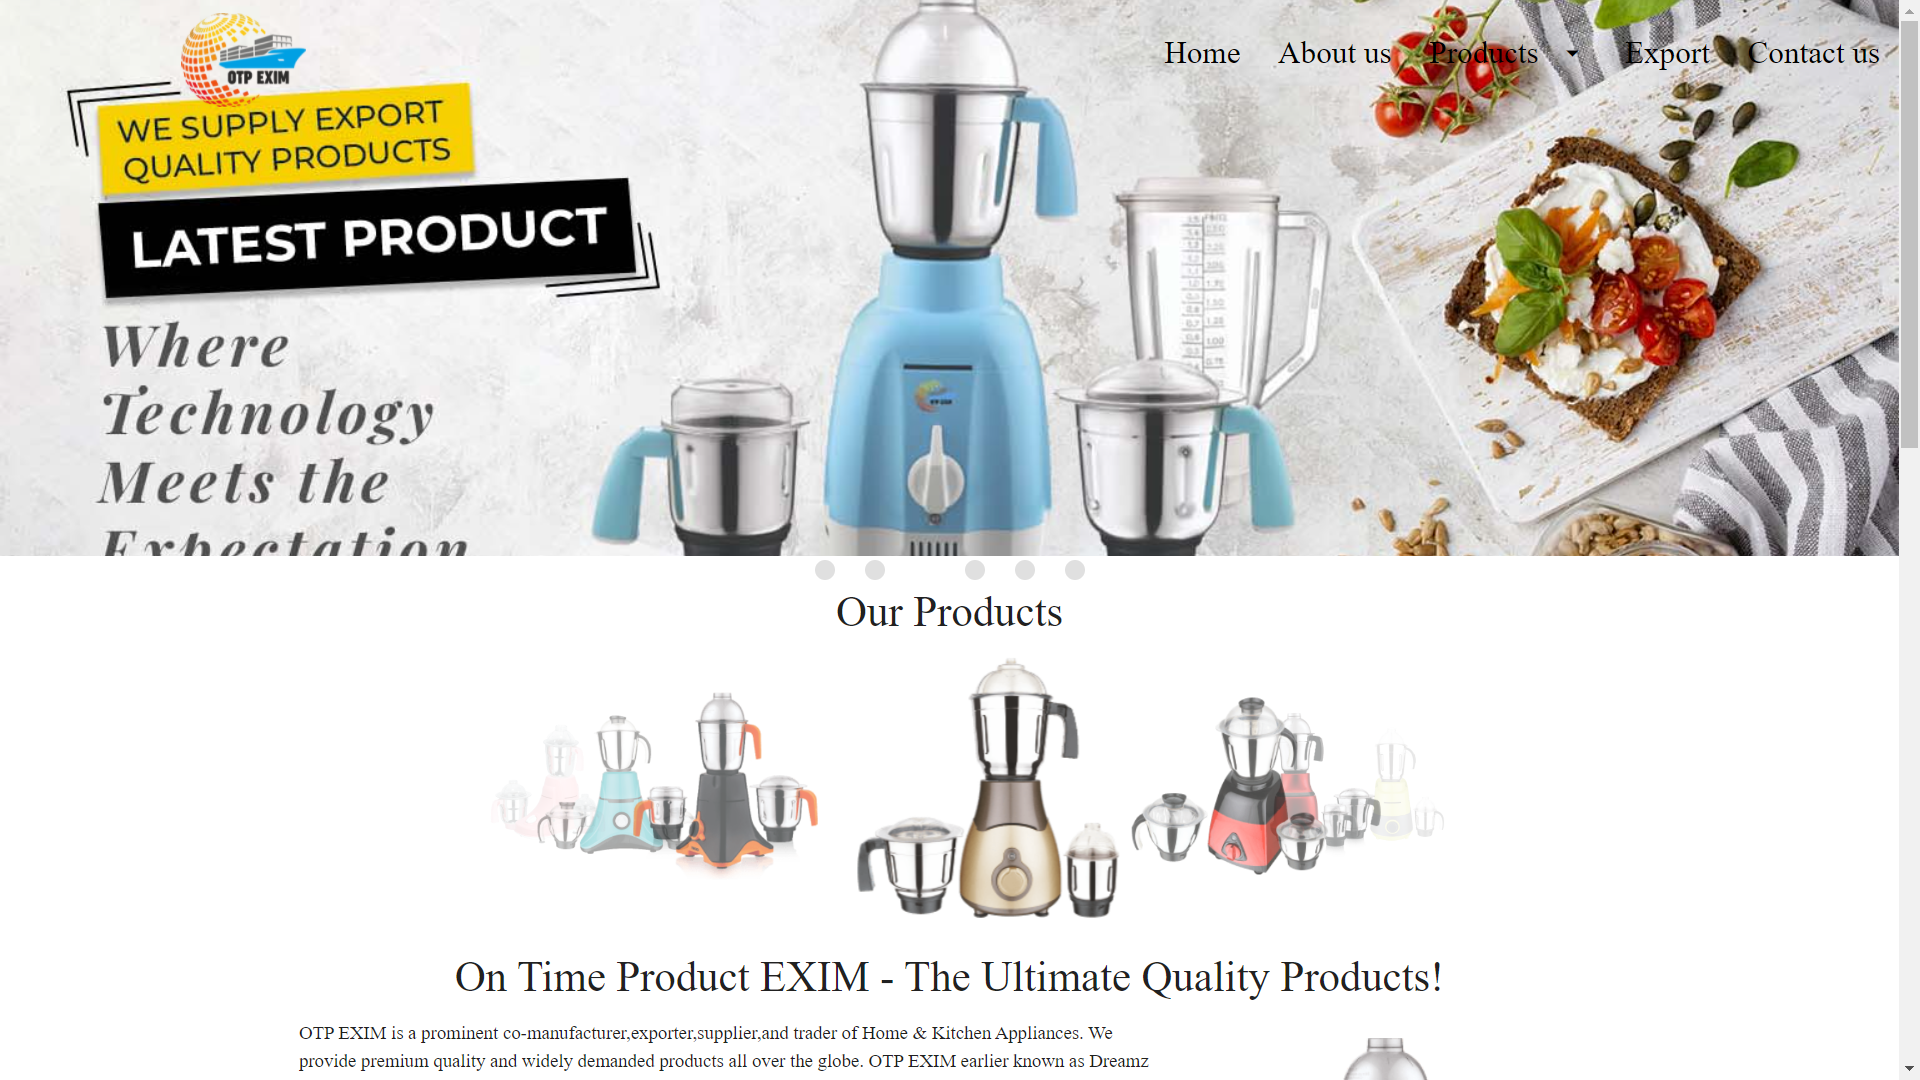 OTP EXIM
Home
About us
Products
Export
Contact us
WE SUPPLY EXPORT
QUALITY PRODUCTS
LATEST PRODUCT
Where
Technology
Meets the
Expectation
Our Products
On Time Product EXIM - The Ultimate Quality Products!
OTP EXIM is a prominent co-manufacturer,exporter,supplier,and trader of Home & Kitchen Appliances. We
provide premium quality and widely demanded products all over the globe. OTP EXIM earlier known as Dreamz